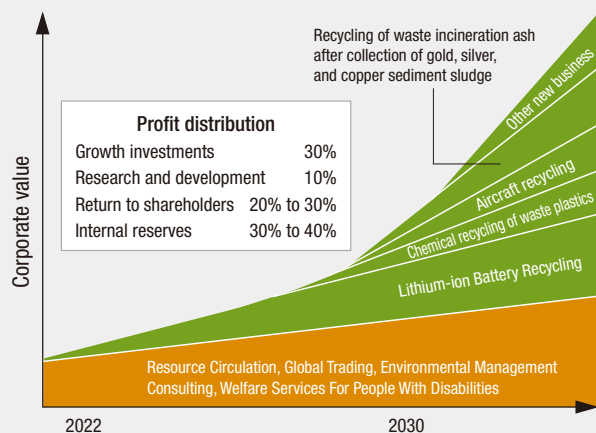 Recycling of waste incineration ash
after collection of gold, silver,
and copper sediment sludge
Other new business
Profit distribution
Growth investments 30%
Research and development 10%
Return to shareholders 20% to 30%
Internal reserves 30% to 40%
Aircraft recycling
Chemical recycling of waste plastics
Lithium-ion Battery Recycling
Corporate value
Resource Circulation, Global Trading, Environmental Management
Consulting, Welfare Services For People With Disabilities
2022 2030